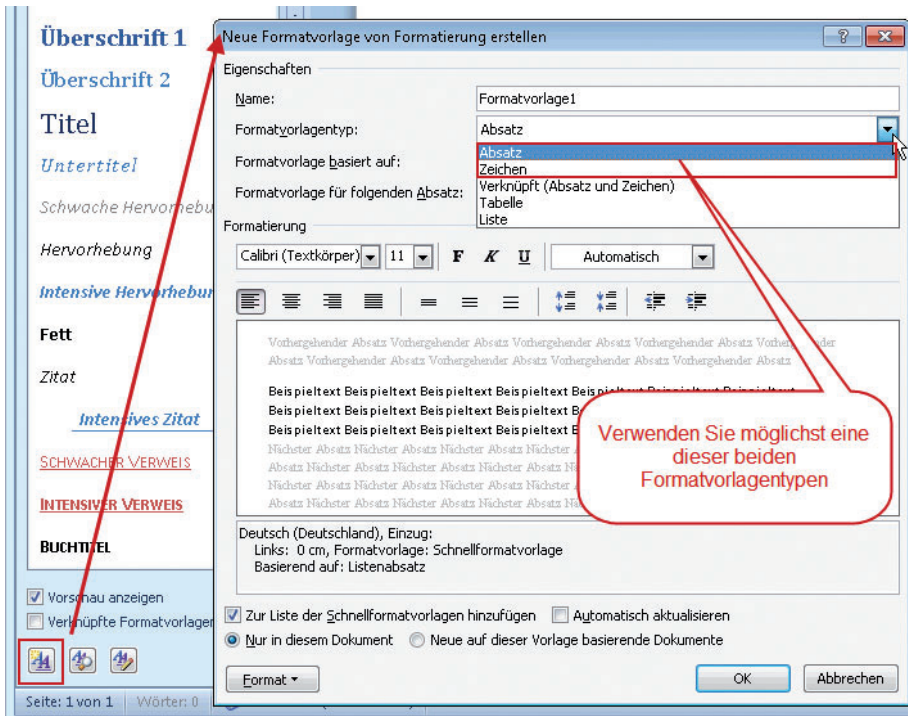 Überschrift 1
Überschrift 2
Titel
Untertitel
Schwache Hervorhebu
Hervorhebung
Intensive Hervorhebur
Fett
Zitat
Intensives Zitat
SCHWACHER VERWEIS
INTENSIVER VERWEIS
BUCHTITEL
Vorschau anzeigen
Verknüpfte Formatvorlager
Seite: 1 von 1
Wörter: 0
Neue Formatvorlage von Formatierung erstellen
Eigenschaften
Name: Formatvorlage1
Formatvorlagentyp: Absatz
Formatvorlage basiert auf:
Formatvorlage für folgenden Absatz:
Absatz
Zeichen
Verknüpft (Absatz und Zeichen)
Tabelle
Liste
Formatierung
Calibri (Textkörper) 11 F K U Automatisch
Vorhergehender Absatz Vorhergehender Absatz Vorhergehender Absatz Vorhergehender Absatz Vorhergehender
Absatz Vorhergehender Absatz Vorhergehender Absatz Vorhergehender Absatz Vorhergehender Absatz
Beispieltext Beispieltext Beispieltext Beispieltext Beispieltext Beispieltext Beispieltext
Beispieltext Beispieltext Beispieltext Beispieltext B
Beispieltext Beispieltext Beispieltext Beispieltext B
Nächster Absatz Nächster Absatz Nächster Absatz Nächster
Absatz Nächster Absatz Nächster Absatz Nächster Absatz
Nächster Absatz Nächster Absatz Nächster Absatz Nächster
Absatz Nächster Absatz Nächster Absatz Nächster Absatz
Verwenden Sie möglichst eine
dieser beiden
Formatvorlagentypen
Deutsch (Deutschland), Einzug:
Links: 0 cm, Formatvorlage: Schnellformatvorlage
Basierend auf: Listenabsatz
Zur Liste der Schnellformatvorlagen hinzufügen Automatisch aktualisieren
Nur in diesem Dokument Neue auf dieser Vorlage basierende Dokumente
Format
OK
Abbrechen